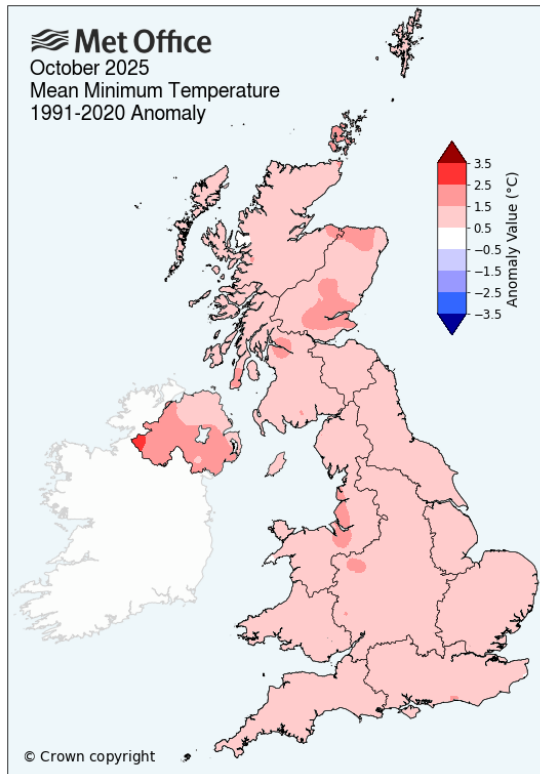 Met Office
October 2025
Mean Minimum Temperature
1991-2020 Anomaly
3.5
2.5
1.5
0.5
−0.5
−1.5
−2.5
−3.5
Anomaly Value (°C)
© Crown copyright